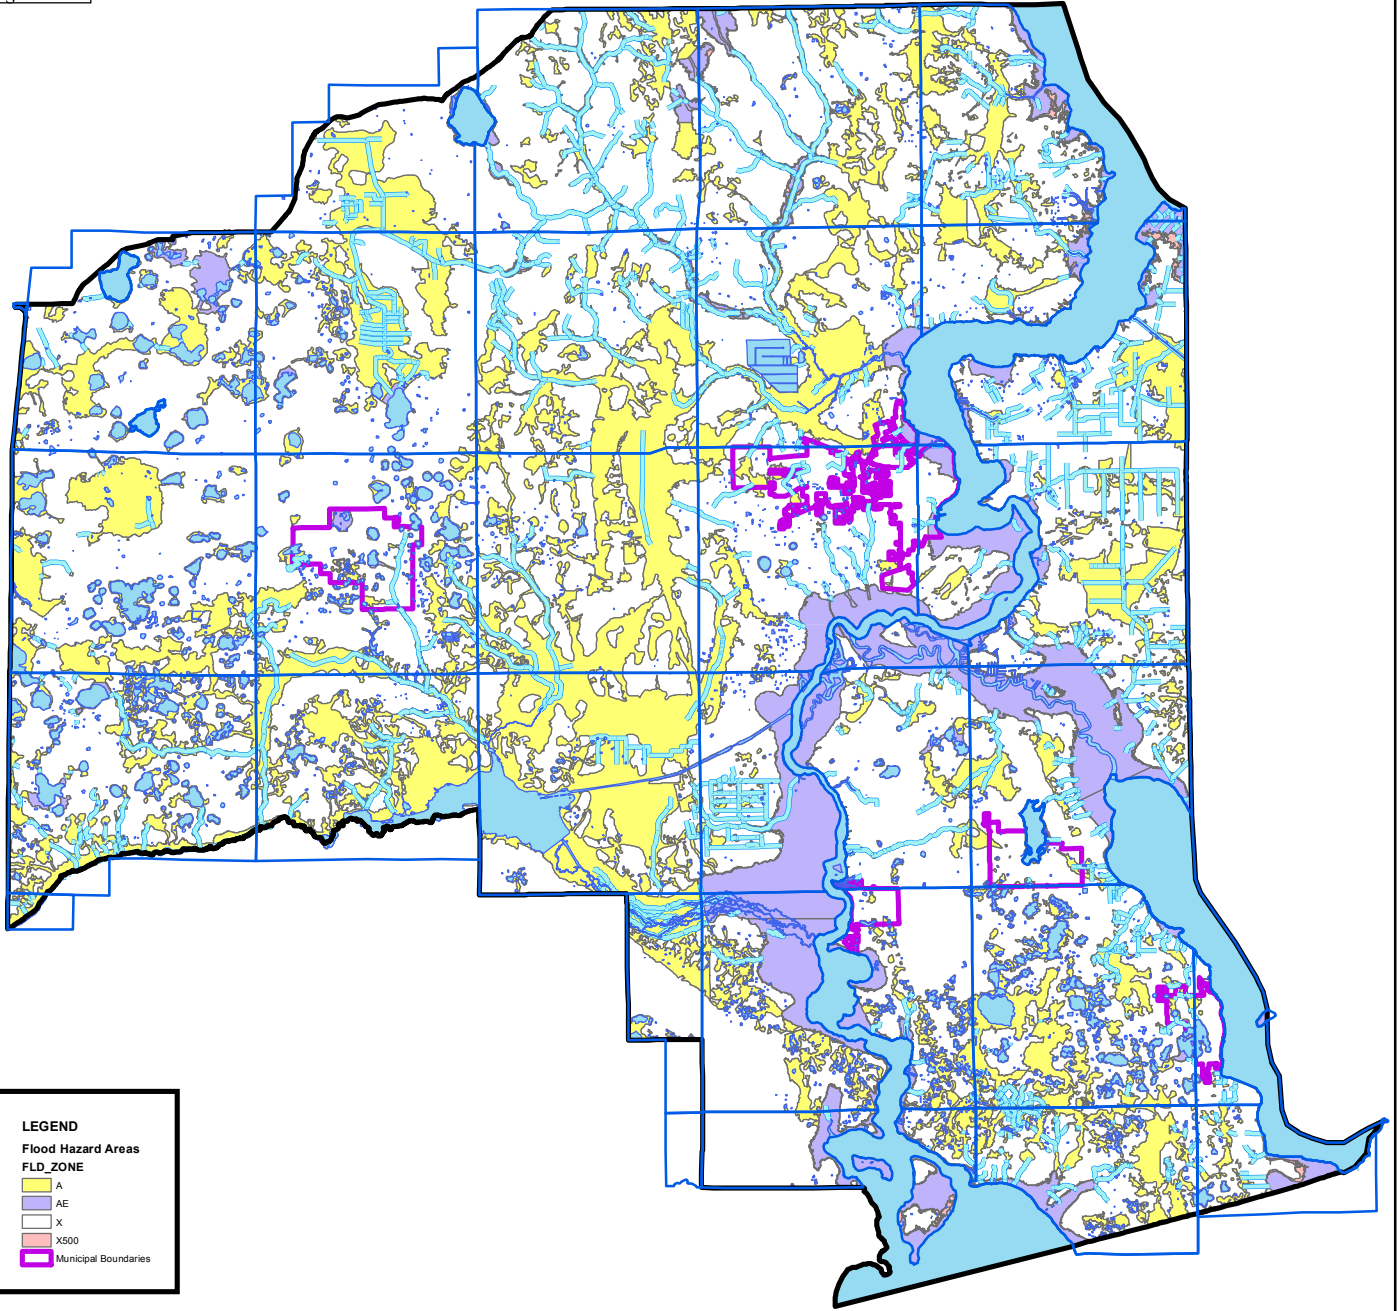 LEGEND
Flood Hazard Areas
FLD_ZONE
A
AE
X
X500
Municipal Boundaries